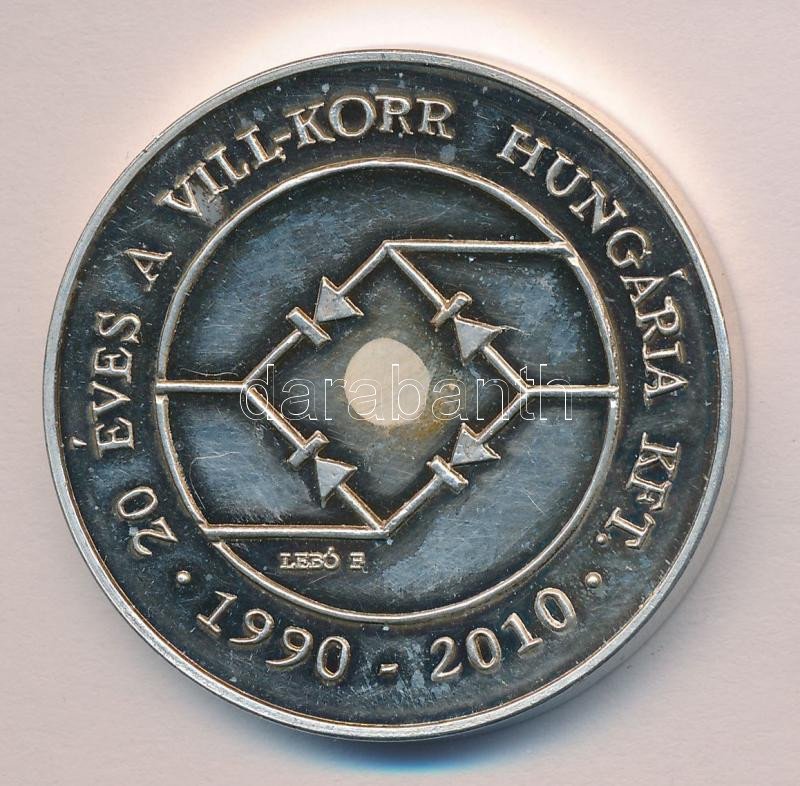 20 ÉVES A VILL-KORR HUNGÁRIA KFT.
· 1990 - 2010 ·
LEBÓ F.
darabanth